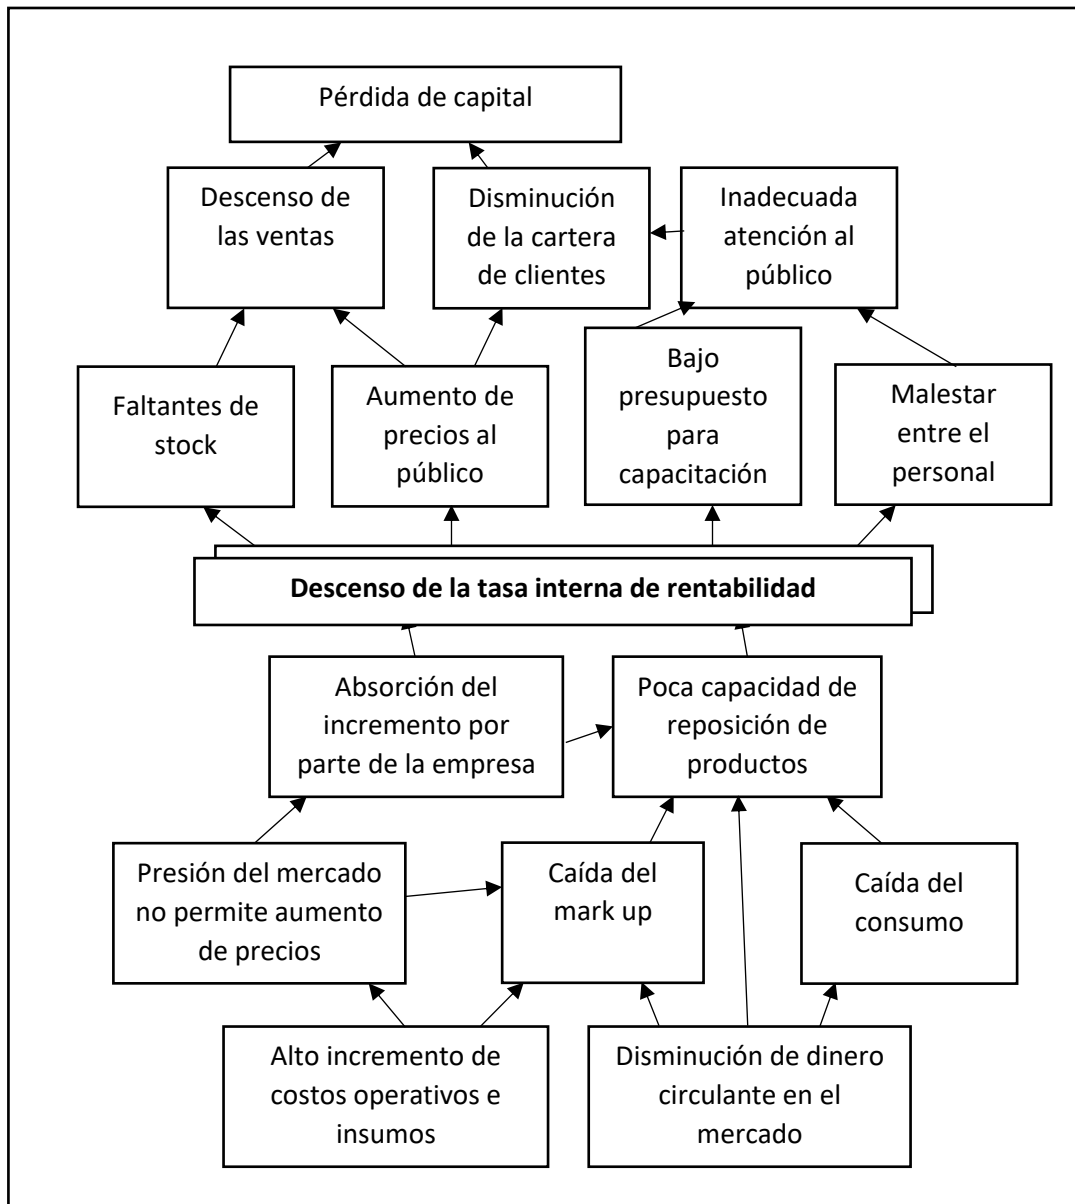 Pérdida de capital
Descenso de
las ventas
Disminución
de la cartera
de clientes
Inadecuada
atención al
público
Faltantes de
stock
Aumento de
precios al
público
Bajo
presupuesto
para
capacitación
Malestar
entre el
personal
Descenso de la tasa interna de rentabilidad
Absorción del
incremento por
parte de la empresa
Poca capacidad de
reposición de
productos
Presión del mercado
no permite aumento
de precios
Caída del
mark up
Caída del
consumo
Alto incremento de
costos operativos e
insumos
Disminución de dinero
circulante en el
mercado